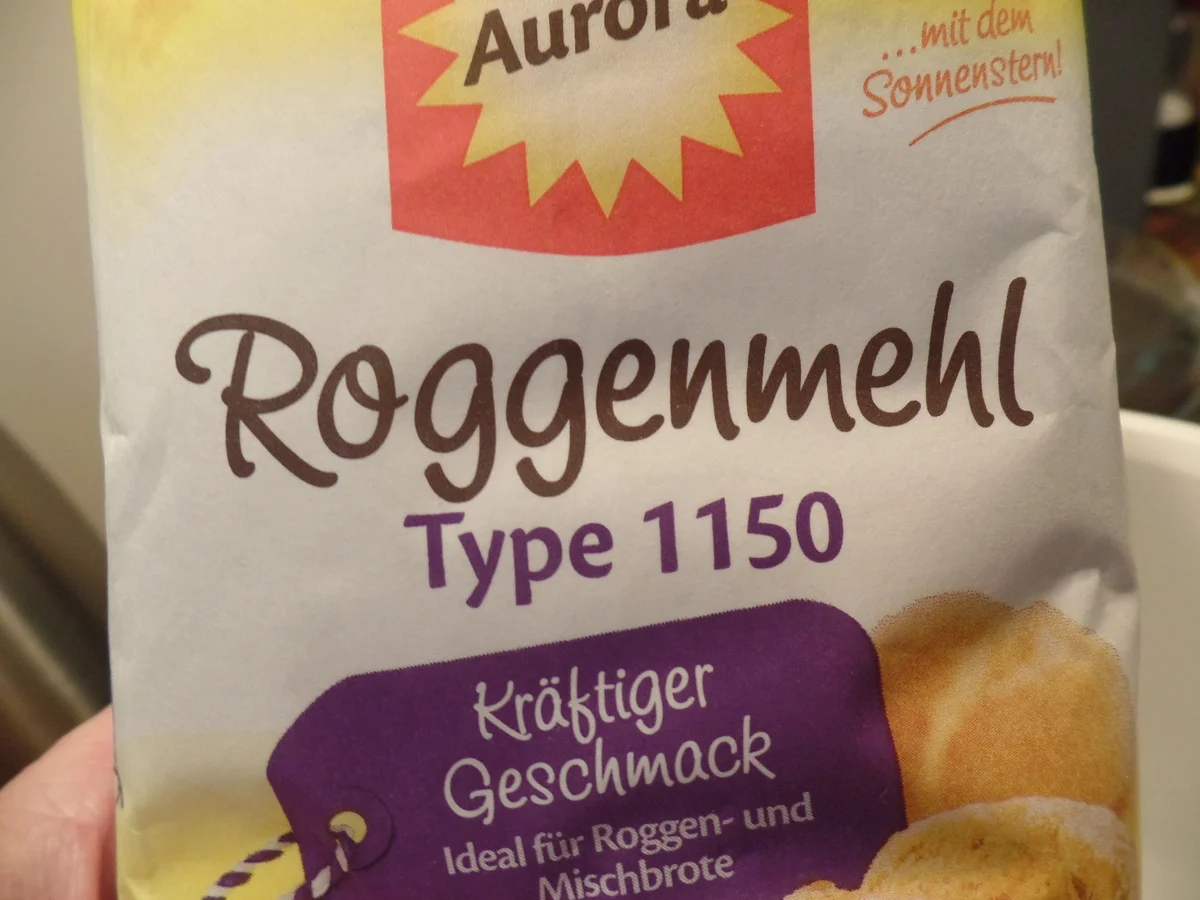 Aurora
...mit dem
Sonnenstern!
Roggenmehl
Type 1150
Kräftiger
Geschmack
Ideal für Roggen- und
Mischbrote